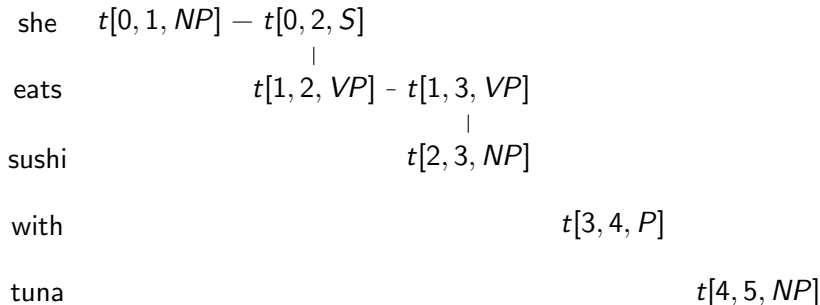 she t[0, 1, NP] — t[0, 2, S]
eats t[1, 2, VP] - t[1, 3, VP]
sushi t[2, 3, NP]
with t[3, 4, P]
tuna t[4, 5, NP]